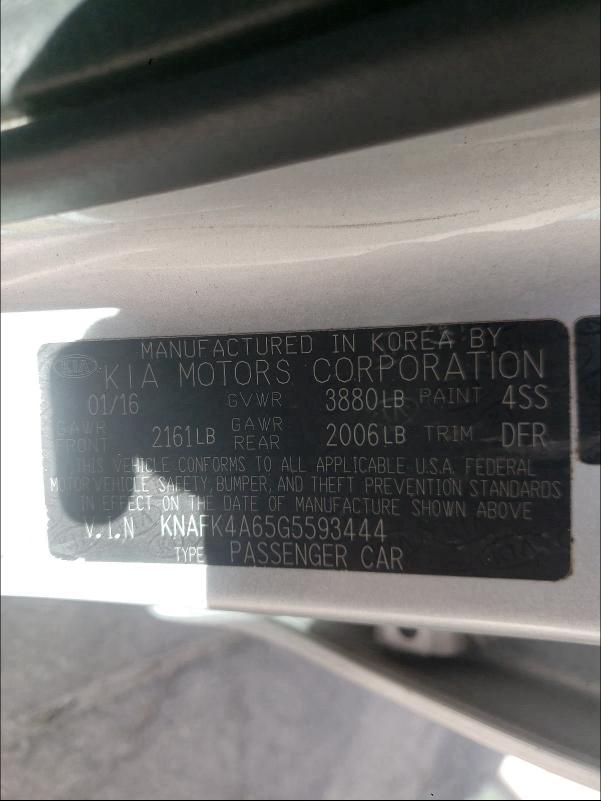 MANUFACTURED IN KOREA BY
KIA KIA MOTORS CORPORATION
01/16 GVWR 3880LB PAINT 4SS
GAWR FRONT 2161LB GAWR REAR 2006LB TRIM DFR
THIS VEHICLE CONFORMS TO ALL APPLICABLE U.S.A. FEDERAL
MOTOR VEHICLE SAFETY, BUMPER, AND THEFT PREVENTION STANDARDS
IN EFFECT ON THE DATE OF MANUFACTURE SHOWN ABOVE
V.I.N KNAFK4A65G5593444
TYPE PASSENGER CAR